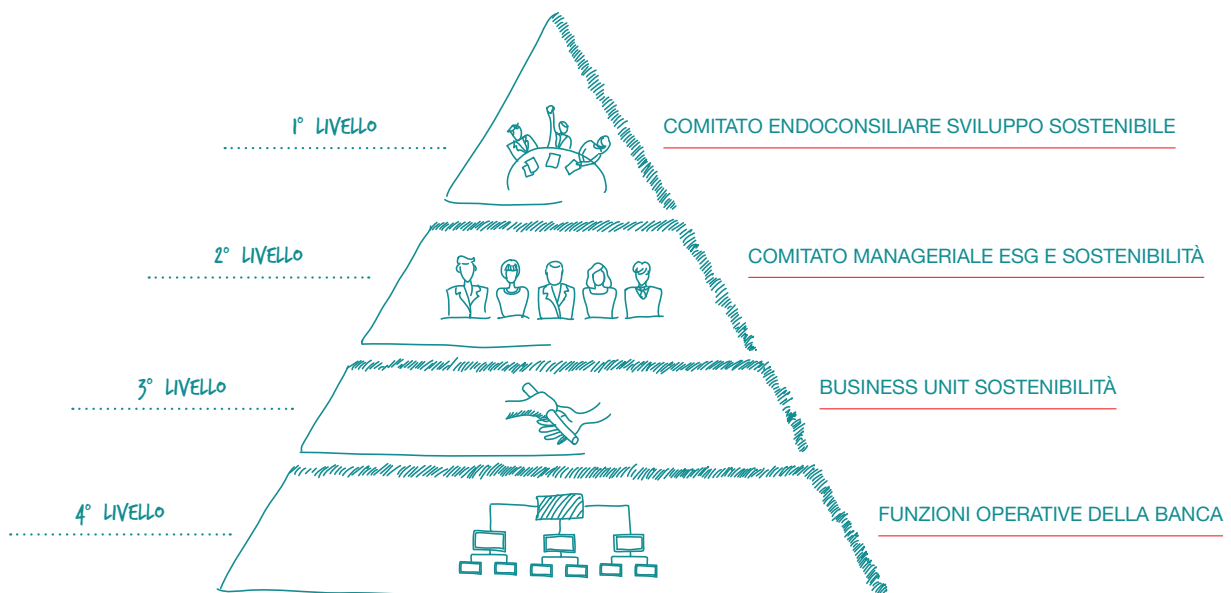 1° LIVELLO
COMITATO ENDOCONSILIARE SVILUPPO SOSTENIBILE
2° LIVELLO
COMITATO MANAGERIALE ESG E SOSTENIBILITÀ
3° LIVELLO
BUSINESS UNIT SOSTENIBILITÀ
4° LIVELLO
FUNZIONI OPERATIVE DELLA BANCA